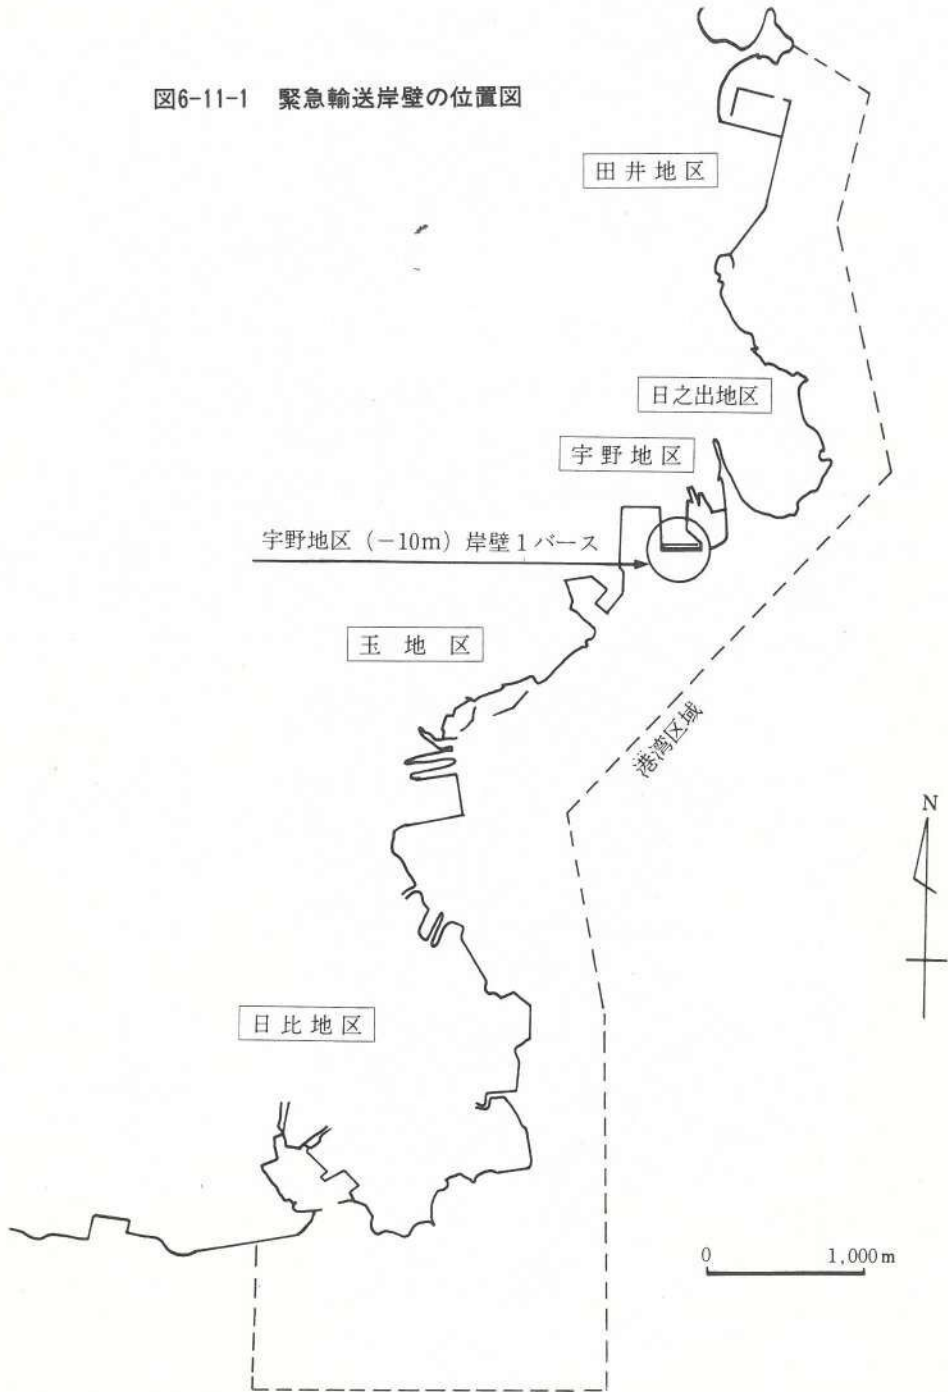 図6-11-1 緊急輸送岸壁の位置図
田井地区
日之出地区
宇野地区
宇野地区（-10m）岸壁1バース
玉地区
港湾区域
N
日比地区
0 1,000m